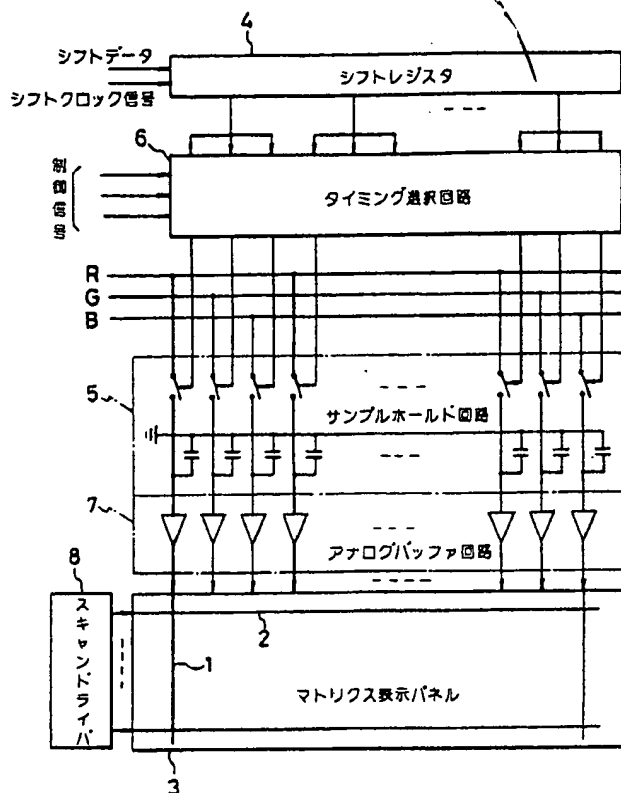 4
シフトデータ
シフトレジスタ
シフトクロック信号
6
制御信号
タイミング選択回路
R
G
B
5
サンプルホールド回路
7
アナログバッファ回路
8
スキャンドライバ
2
1
マトリクス表示パネル
3